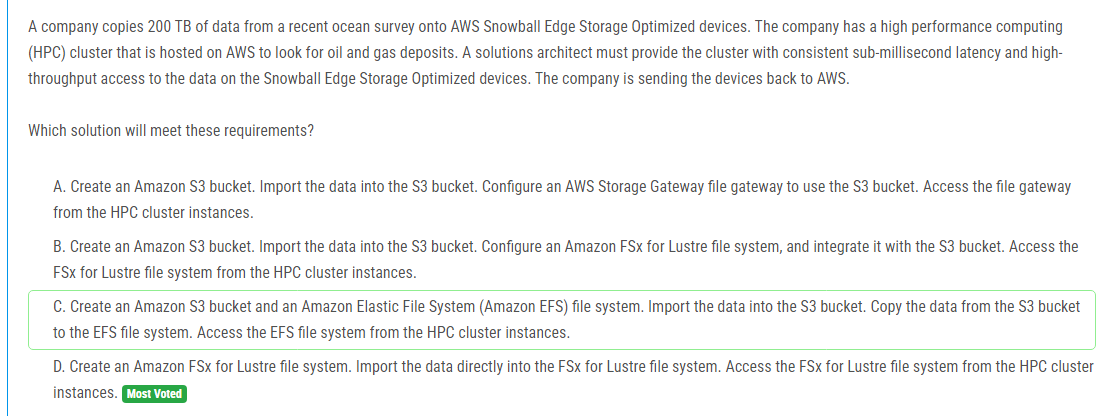 A company copies 200 TB of data from a recent ocean survey onto AWS Snowball Edge Storage Optimized devices. The company has a high performance computing
(HPC) cluster that is hosted on AWS to look for oil and gas deposits. A solutions architect must provide the cluster with consistent sub-millisecond latency and high-
throughput access to the data on the Snowball Edge Storage Optimized devices. The company is sending the devices back to AWS.
Which solution will meet these requirements?
A. Create an Amazon S3 bucket. Import the data into the S3 bucket. Configure an AWS Storage Gateway file gateway to use the S3 bucket. Access the file gateway
from the HPC cluster instances.
B. Create an Amazon S3 bucket. Import the data into the S3 bucket. Configure an Amazon FSx for Lustre file system, and integrate it with the S3 bucket. Access the
FSx for Lustre file system from the HPC cluster instances.
C. Create an Amazon S3 bucket and an Amazon Elastic File System (Amazon EFS) file system. Import the data into the S3 bucket. Copy the data from the S3 bucket
to the EFS file system. Access the EFS file system from the HPC cluster instances.
D. Create an Amazon FSx for Lustre file system. Import the data directly into the FSx for Lustre file system. Access the FSx for Lustre file system from the HPC cluster
instances. Most Voted